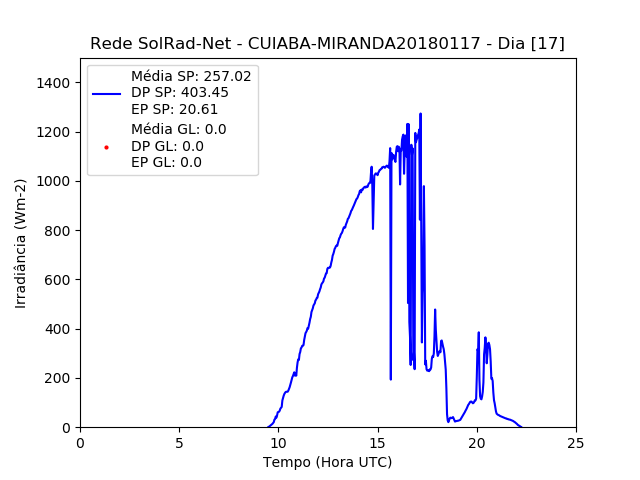 Rede SolRad-Net - CUIABA-MIRANDA20180117 - Dia [17]
Média SP: 257.02
DP SP: 403.45
EP SP: 20.61
Média GL: 0.0
DP GL: 0.0
EP GL: 0.0
Irradiância (Wm-2)
1400
1200
1000
800
600
400
200
0
0 5 10 15 20 25
Tempo (Hora UTC)